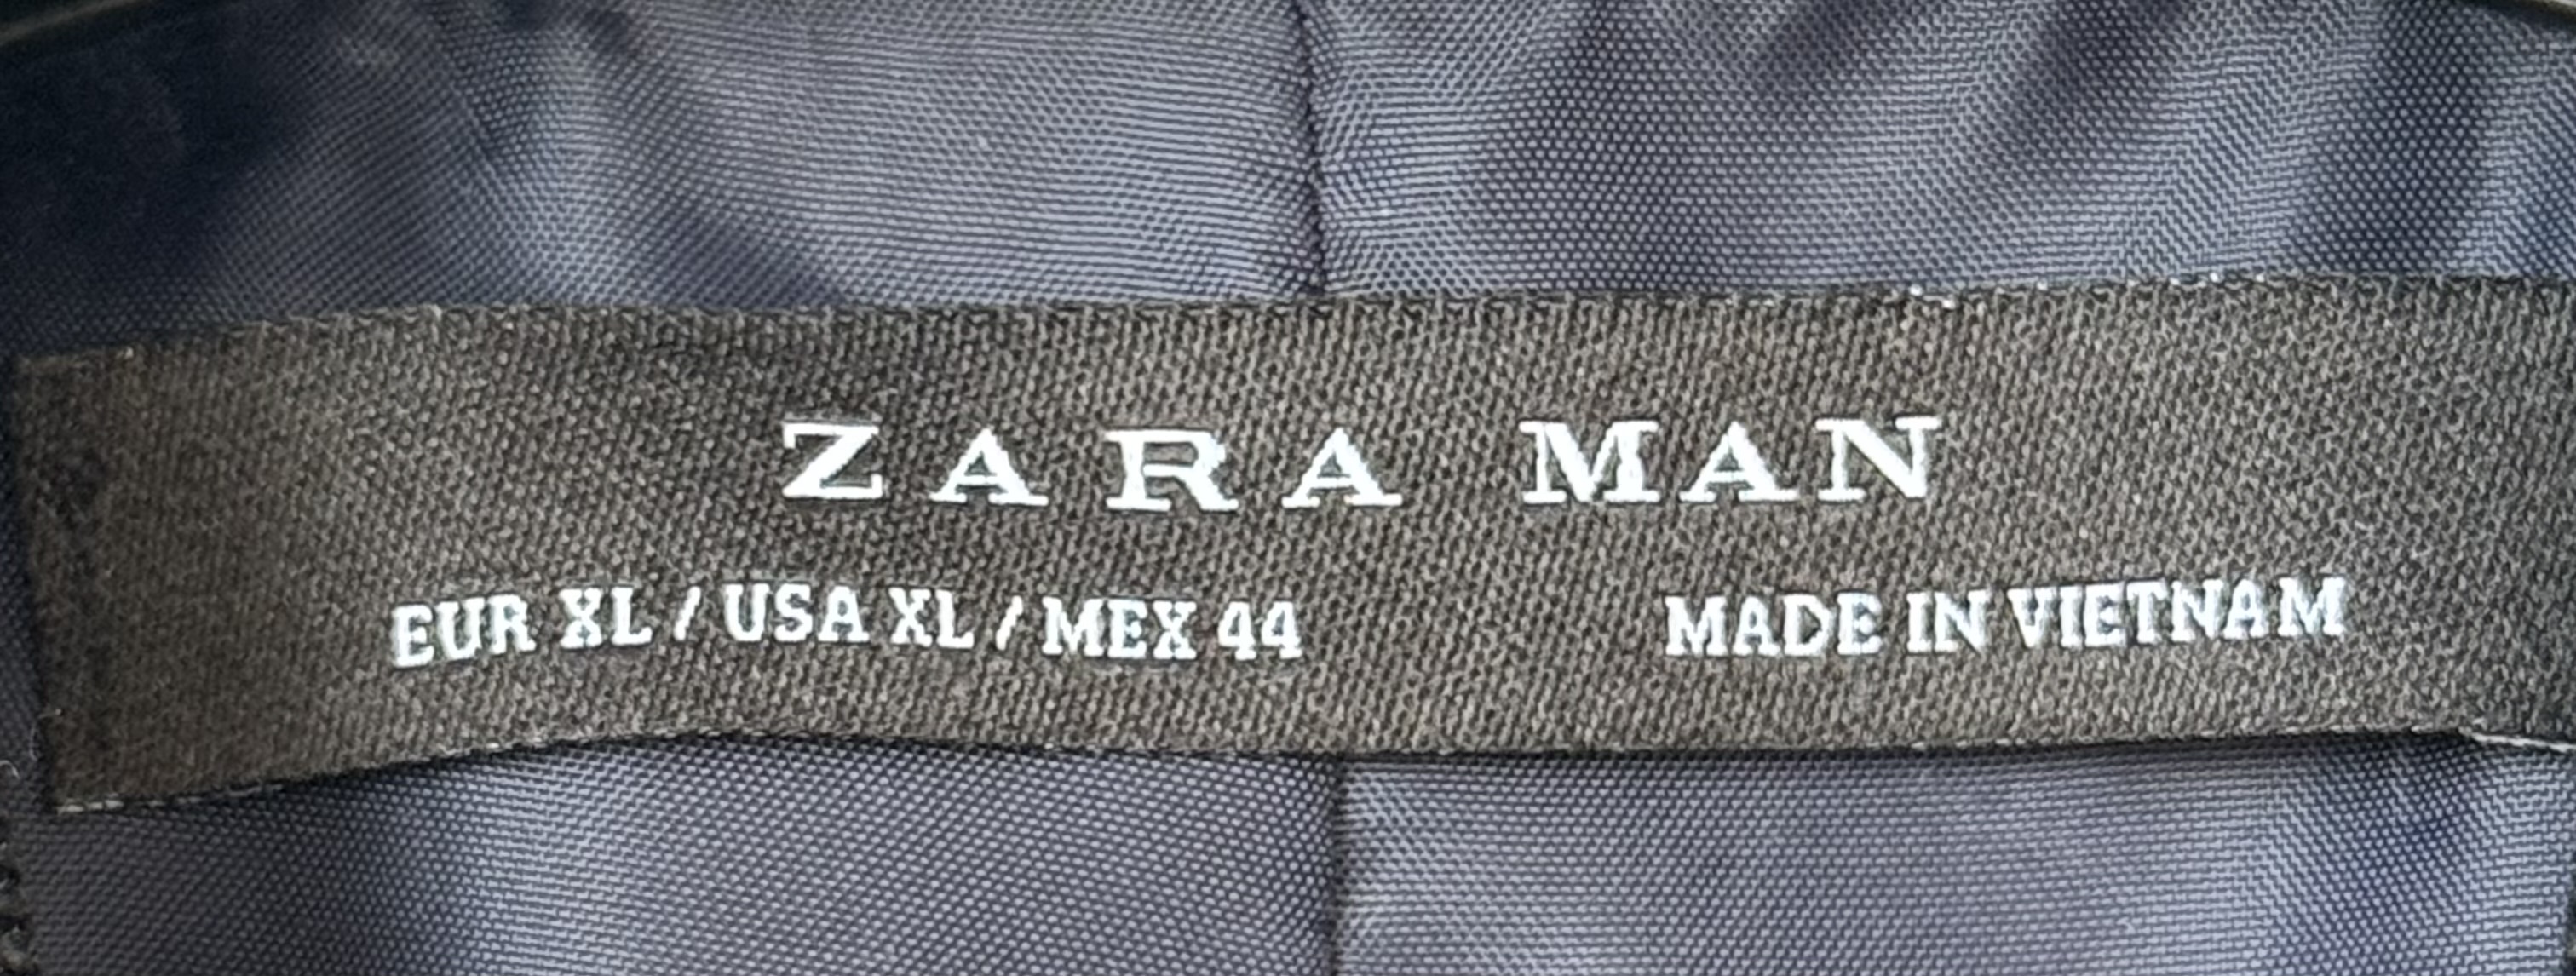 ZARA MAN
EUR XL / USA XL / MEX 44 MADE IN VIETNAM